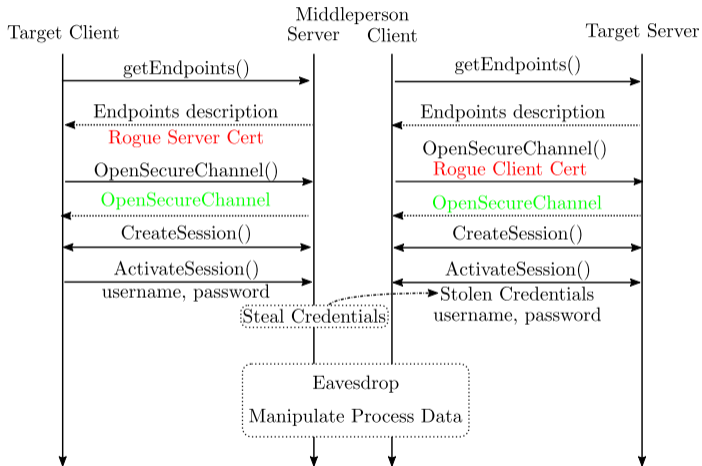 Middleperson
Target Client
Server
Client
Target Server
getEndpoints()
getEndpoints()
Endpoints description
Endpoints description
Rogue Server Cert
OpenSecureChannel()
Rogue Client Cert
OpenSecureChannel()
OpenSecureChannel
OpenSecureChannel
CreateSession()
CreateSession()
ActivateSession()
username, password
ActivateSession()
Stolen Credentials
username, password
Steal Credentials
Eavesdrop
Manipulate Process Data